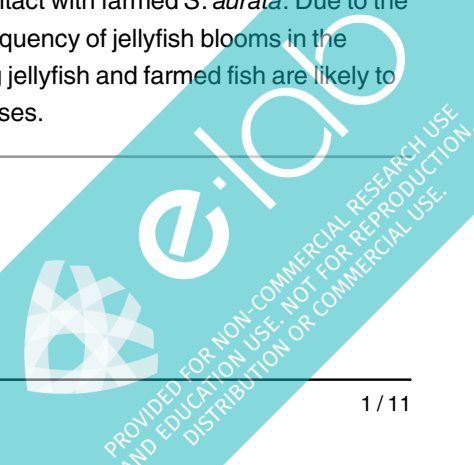 ntact with farmed S. aurata. Due to the
quency of jellyfish blooms in the
g jellyfish and farmed fish are likely to
ses.
e·lab
PROVIDED FOR NON-COMMERCIAL RESEARCH USE
AND EDUCATION USE. NOT FOR REPRODUCTION,
DISTRIBUTION OR COMMERCIAL USE.
1 / 11